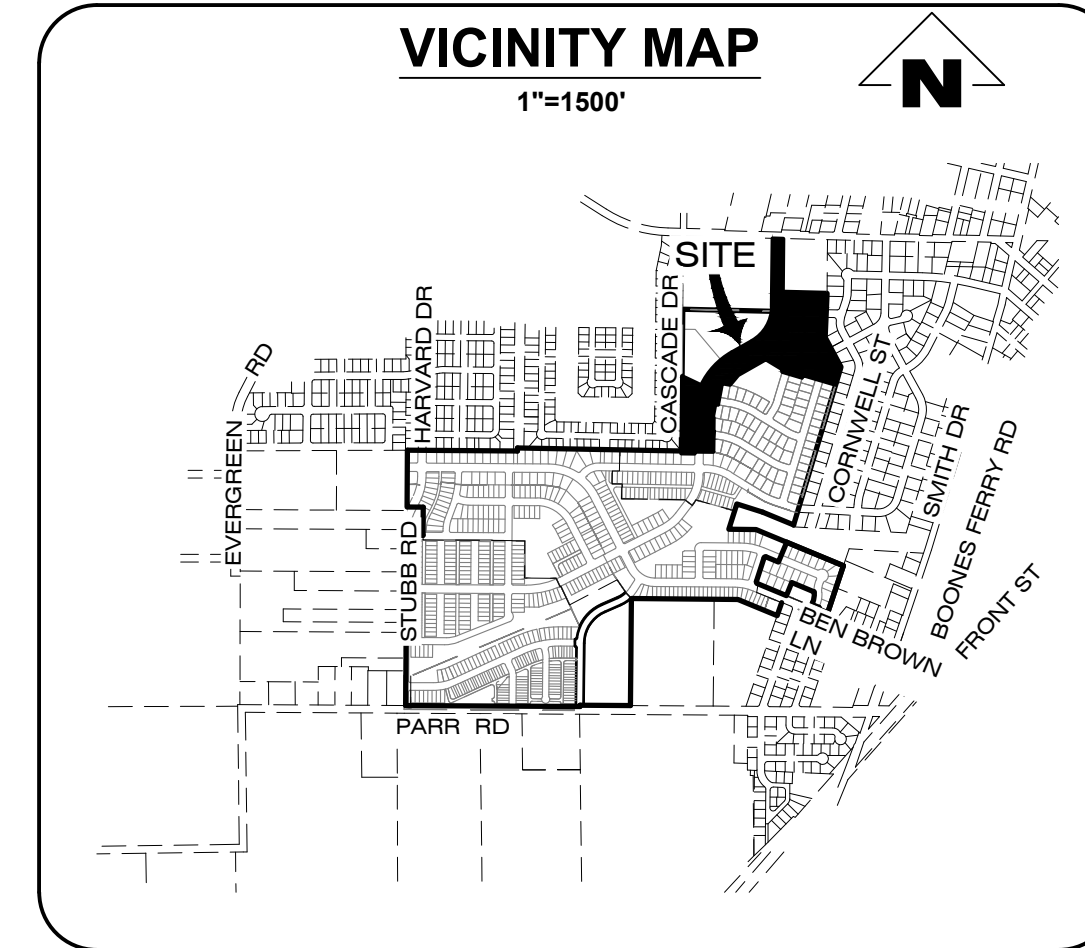 VICINITY MAP
1"=1500'
N
SITE
CASCADE DR
HARVARD DR
RD
EVERGREEN
STUBB RD
CORNWELL ST
SMITH DR
BOONES FERRY RD
FRONT ST
BEN BROWN
LN
PARR RD